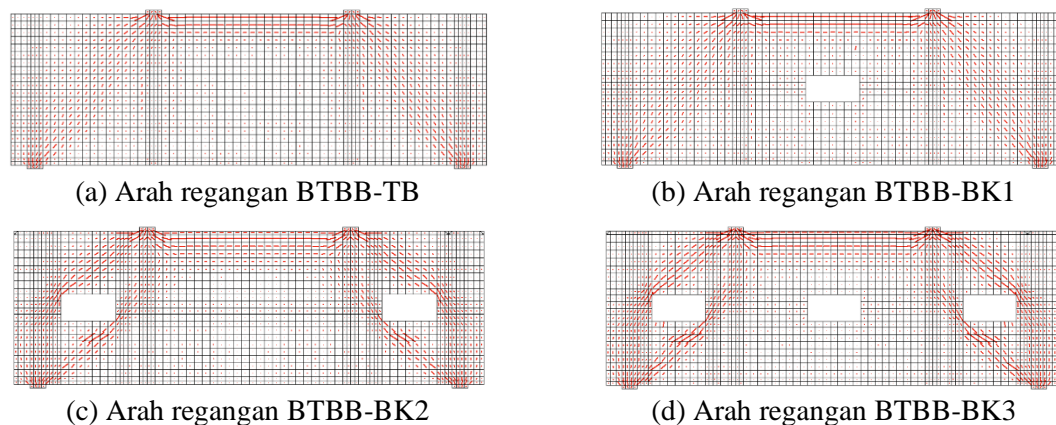 (a) Arah regangan BTBB-TB
(b) Arah regangan BTBB-BK1
(c) Arah regangan BTBB-BK2
(d) Arah regangan BTBB-BK3